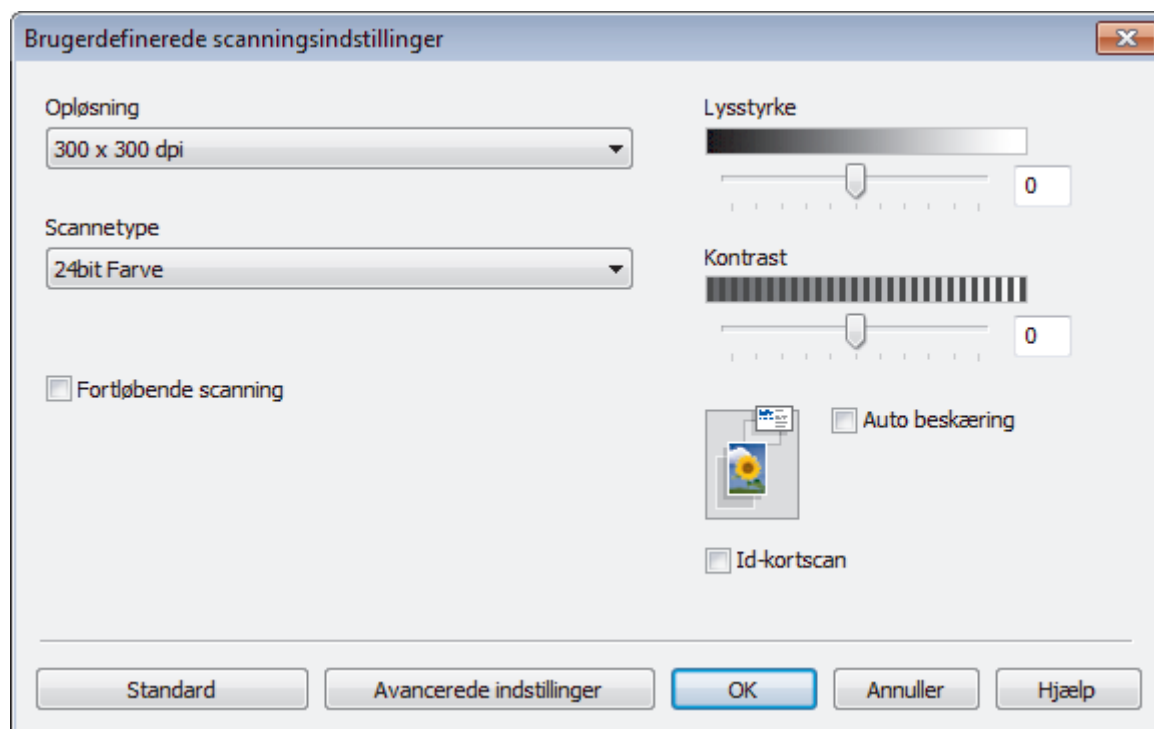 Brugerdefinerede scanningsindstillinger
Opløsning
300 x 300 dpi
Scannetype
24bit Farve
Fortløbende scanning
Lysstyrke
0
Kontrast
0
Auto beskæring
Id-kortscan
Standard
Avancerede indstillinger
OK
Annuller
Hjælp